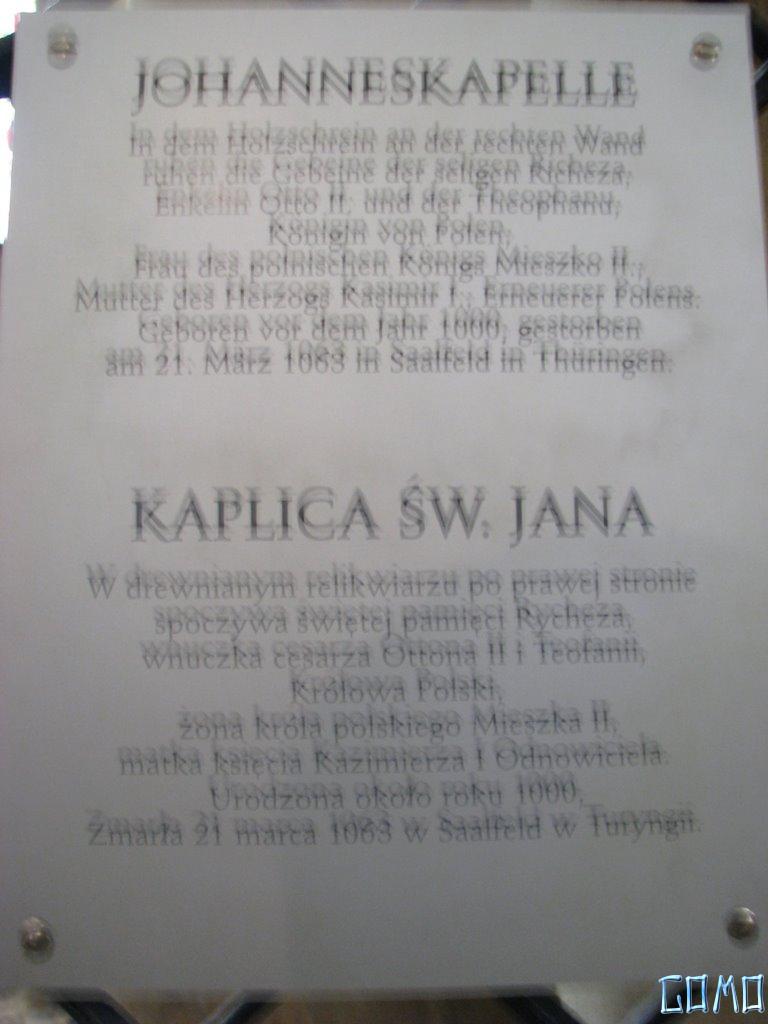 JOHANNESKAPELLE
In dem Holzschrein an der rechten Wand
ruhen die Gebeine der seligen Richeza,
Enkelin Otto II. und der Theophanu,
Königin von Polen,
Frau des polnischen Königs Mieszko II.,
Mutter des Herzogs Kasimir I., Erneuerer Polens.
Geboren vor dem Jahr 1000, gestorben
am 21. März 1063 in Saalfeld in Thüringen.
KAPLICA ŚW. JANA
W drewnianym relikwiarzu po prawej stronie
spoczywa świętej pamięci Rycheza,
wnuczka cesarza Ottona II i Teofanii,
Królowa Polski,
żona króla polskiego Mieszka II,
matka księcia Kazimierza I Odnowiciela.
Urodzona około roku 1000,
Zmarła 21 marca 1063 w Saalfeld w Turyngii.
GOMO